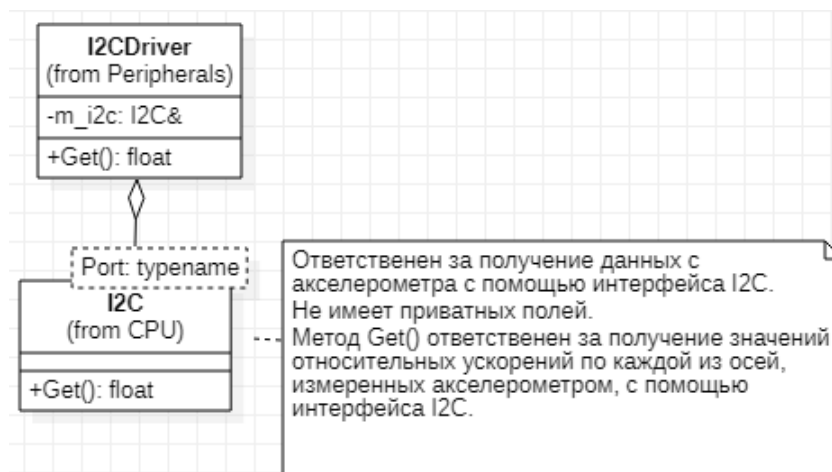 I2CDriver
(from Peripherals)
-m_i2c: I2C&
+Get(): float
Port: typename
I2C
(from CPU)
+Get(): float
Ответственен за получение данных с
акселерометра с помощью интерфейса I2C.
Не имеет приватных полей.
Метод Get() ответственен за получение значений
относительных ускорений по каждой из осей,
измеренных акселерометром, с помощью
интерфейса I2C.